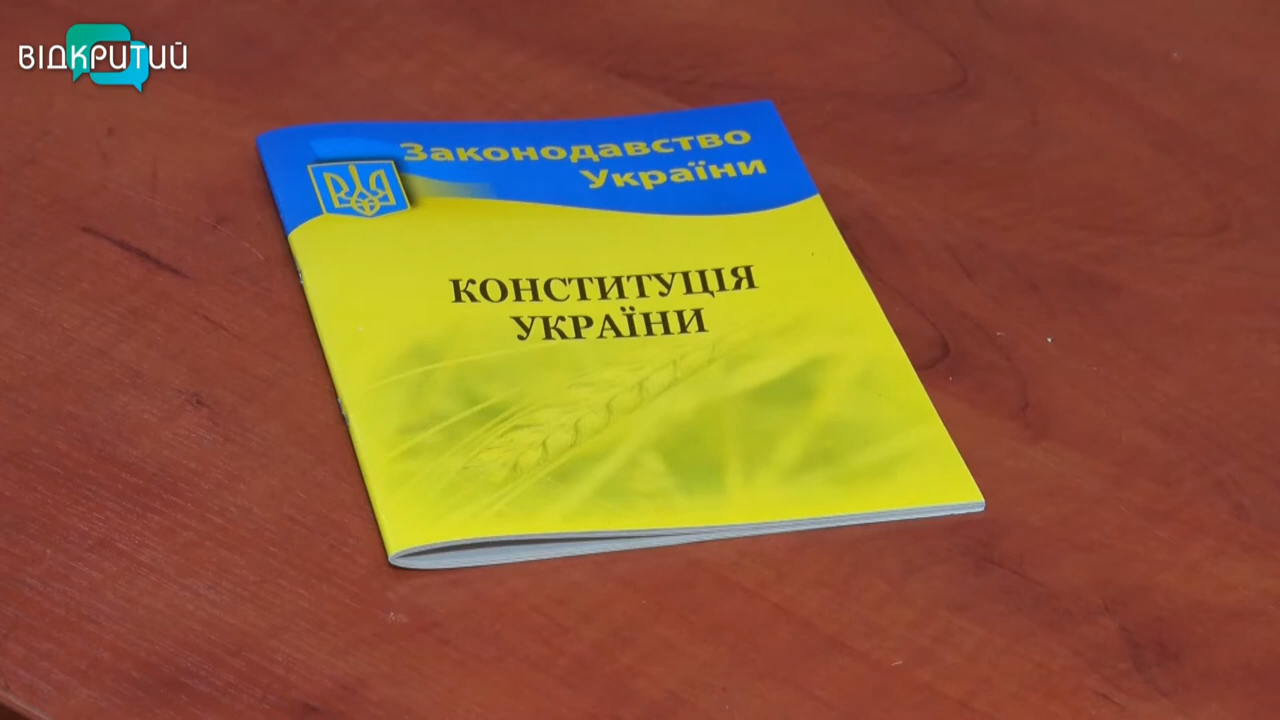 ВІДКРИТИЙ
Законодавство
України
КОНСТИТУЦІЯ
УКРАЇНИ